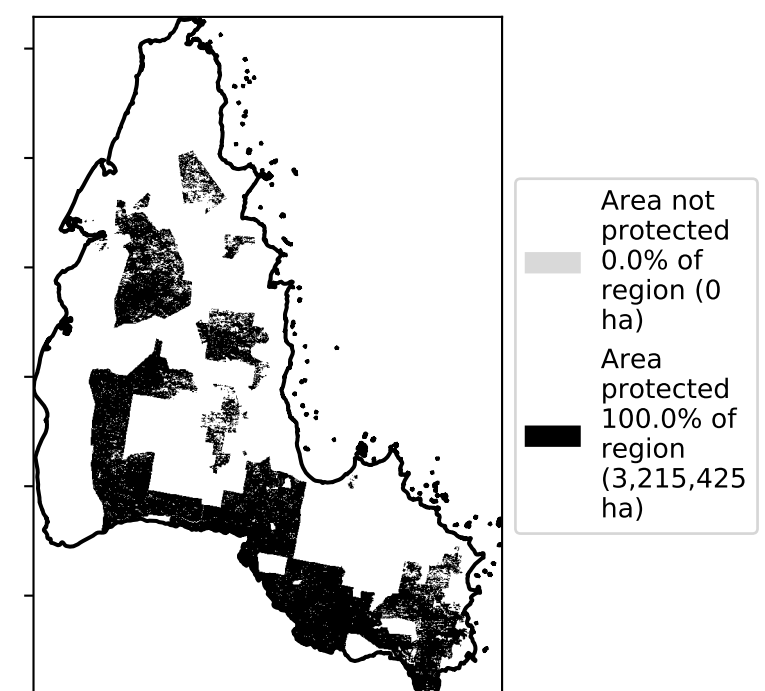 Area not
protected
0.0% of
region (0
ha)
Area
protected
100.0% of
region
(3,215,425
ha)